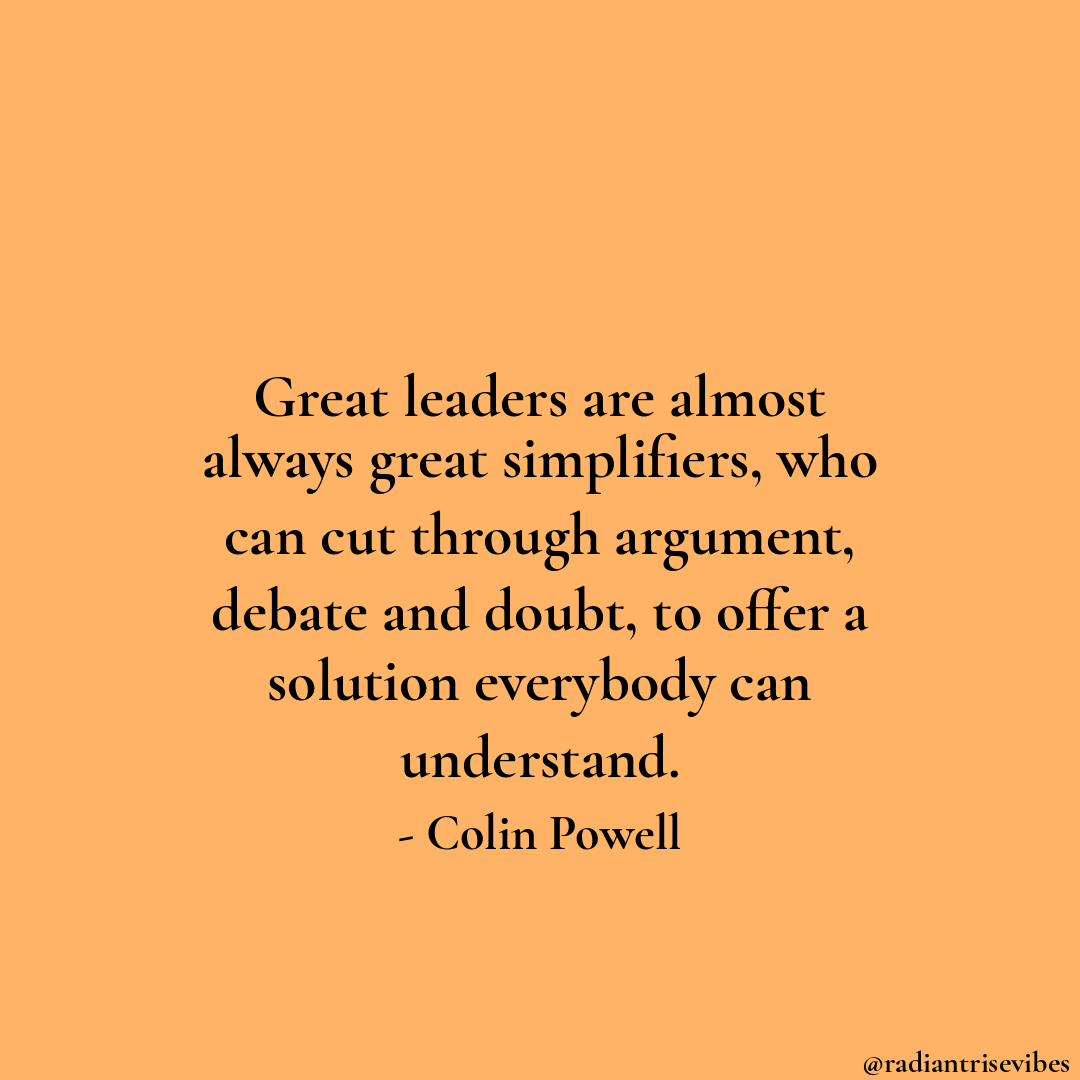 Great leaders are almost
always great simplifiers, who
can cut through argument,
debate and doubt, to offer a
solution everybody can
understand.
- Colin Powell
@radiantrisevibes